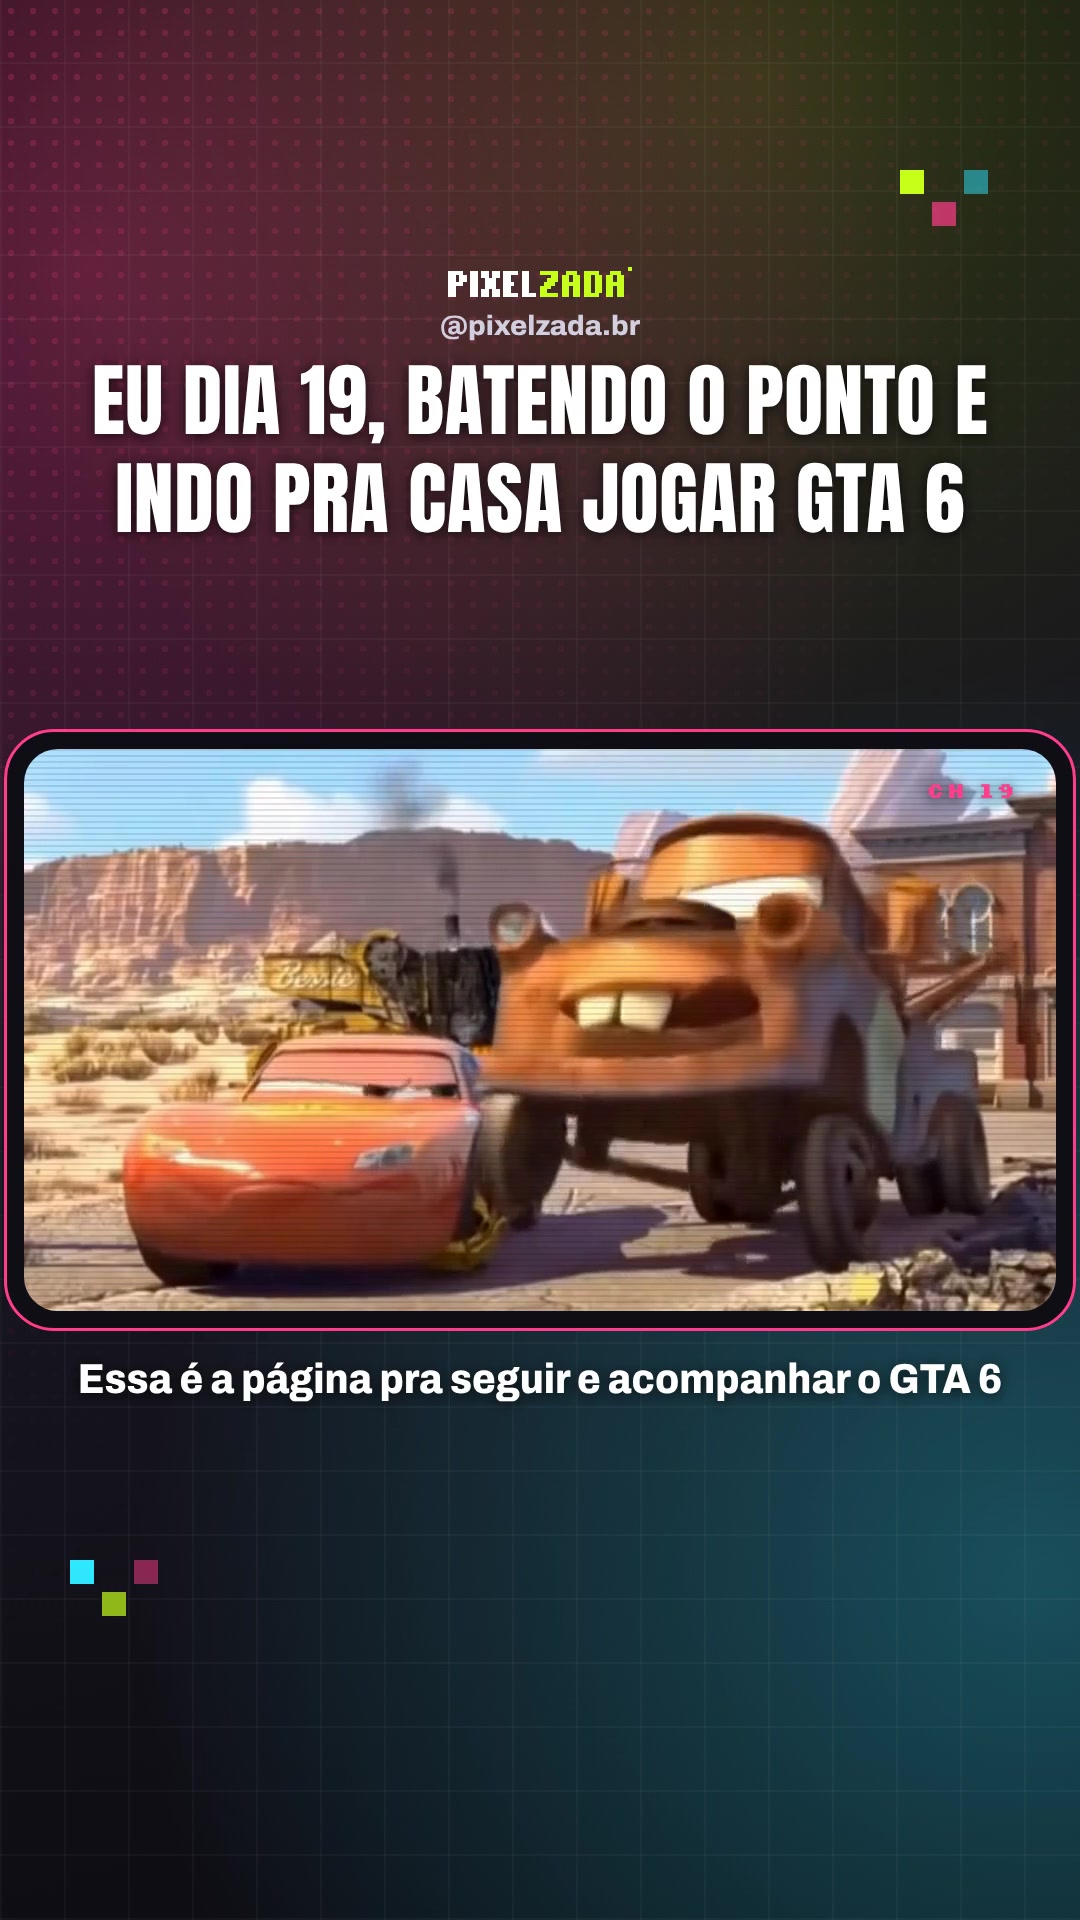 PIXELZADA
@pixelzada.br
EU DIA 19, BATENDO O PONTO E
INDO PRA CASA JOGAR GTA 6
CH 19
Bessie
Essa é a página pra seguir e acompanhar o GTA 6